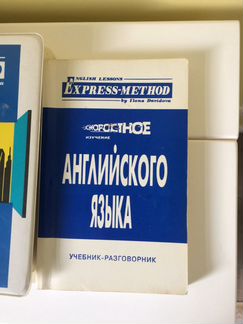 ENGLISH LESSONS
EXPRESS-METHOD
by Ilona Davidova
СКОРОСТНОЕ
ИЗУЧЕНИЕ
АНГЛИЙСКОГО
ЯЗЫКА
УЧЕБНИК-РАЗГОВОРНИК